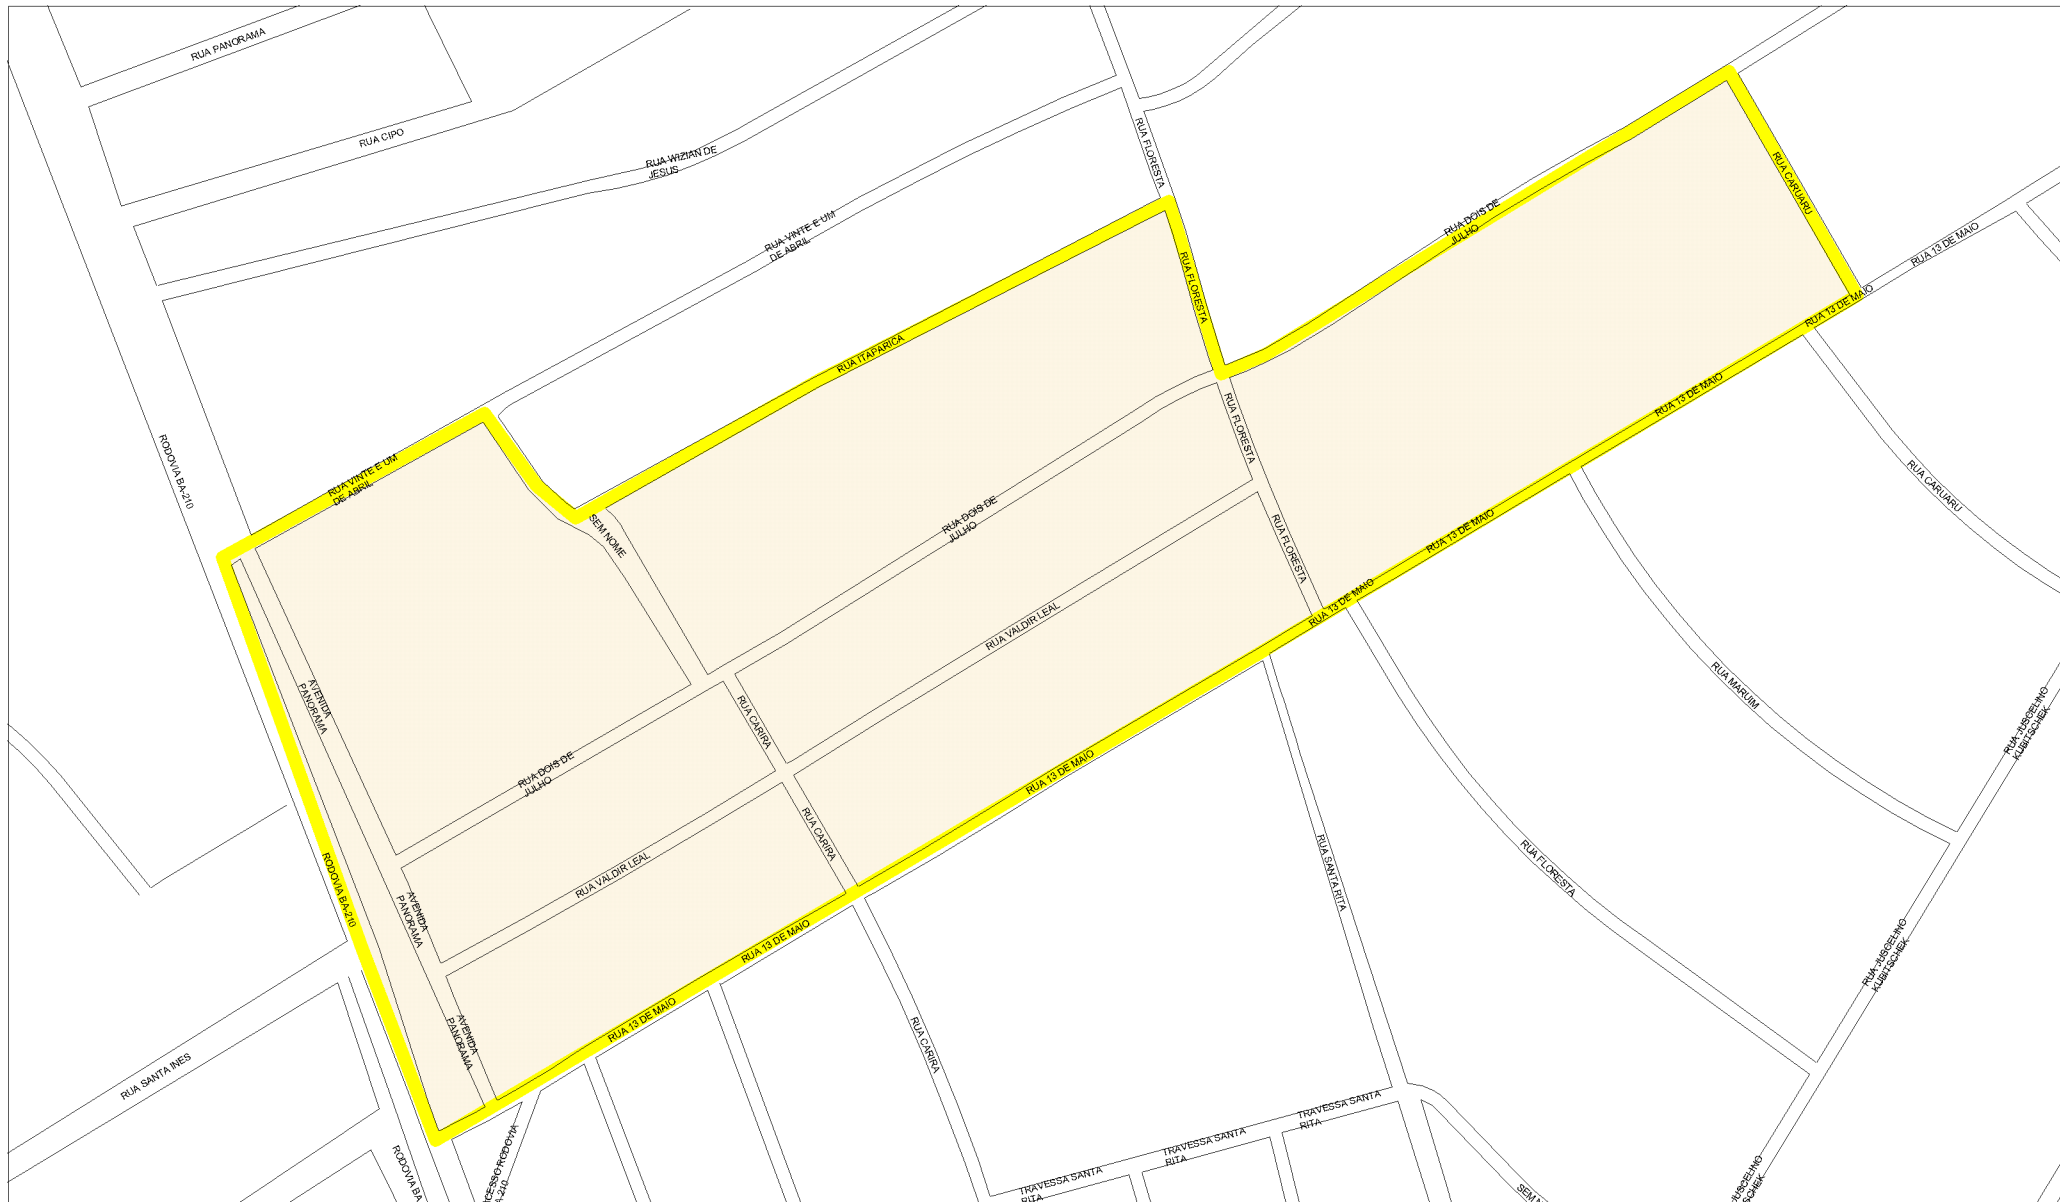 RUA PANORAMA
RUA CIPO
RUA WIZIAN DE
JESUS
RUA FLORESTA
RUA CARUARU
RUA DOIS DE
JULHO
RUA VINTE E UM
DE ABRIL
RUA 13 DE MAIO
RUA FLORESTA
RUA 13 DE MAIO
RUA ITAPARICA
RUA 13 DE MAIO
RUA FLORESTA
RODOVIA BA-210
RUA VINTE E UM
DE ABRIL
RUA CARUARU
RUA DOIS DE
JULHO
SEM NOME
RUA 13 DE MAIO
RUA FLORESTA
RUA 13 DE MAIO
RUA VALDIR LEAL
AVENIDA
PANORAMA
RUA MARUIM
RUA CARIRA
RUA JUSCELINO
KUBITSCHEK
RUA DOIS DE
JULHO
RUA 13 DE MAIO
RUA CARIRA
RUA VALDIR LEAL
RUA SANTA RITA
RUA FLORESTA
RODOVIA BA-210
AVENIDA
PANORAMA
RUA 13 DE MAIO
RUA JUSCELINO
KUBITSCHEK
RUA 13 DE MAIO
AVENIDA
PANORAMA
RUA CARIRA
RUA SANTA INES
TRAVESSA SANTA
RITA
TRAVESSA SANTA
RITA
TRAVESSA SANTA
RITA
RODOVIA BA
CESSO RODOVIA
A-210
SEM N
JUSCELINO
SCHEK